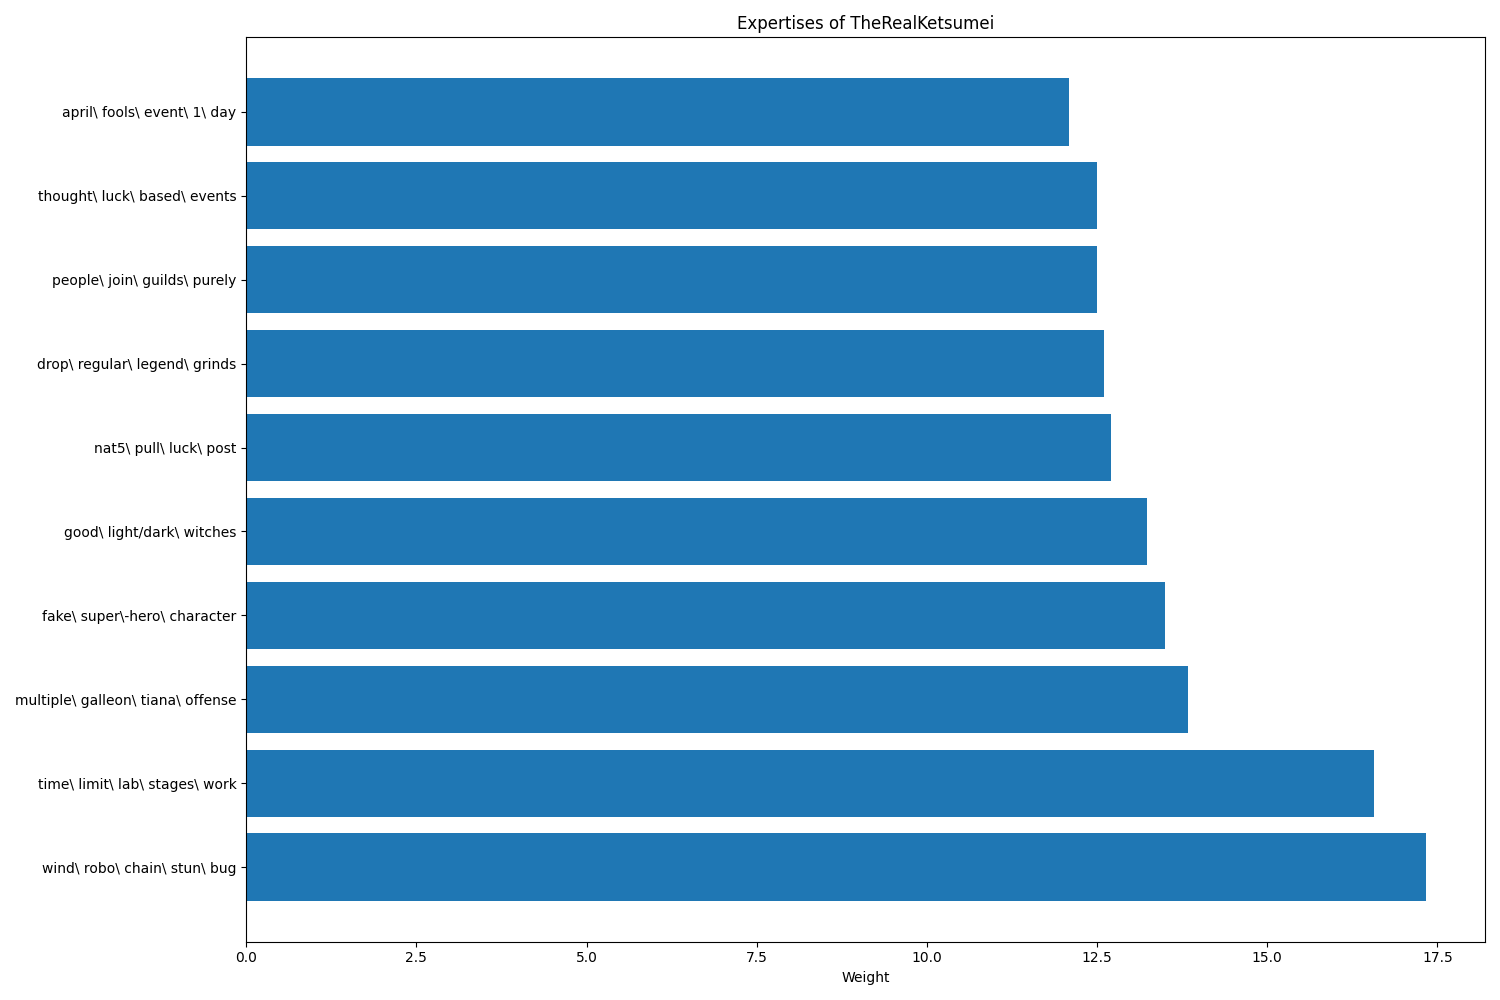 Expertises of TheRealKetsumei
april\ fools\ event\ 1\ day
thought\ luck\ based\ events
people\ join\ guilds\ purely
drop\ regular\ legend\ grinds
nat5\ pull\ luck\ post
good\ light/dark\ witches
fake\ super\-hero\ character
multiple\ galleon\ tiana\ offense
time\ limit\ lab\ stages\ work
wind\ robo\ chain\ stun\ bug
0.0 2.5 5.0 7.5 10.0 12.5 15.0 17.5
Weight